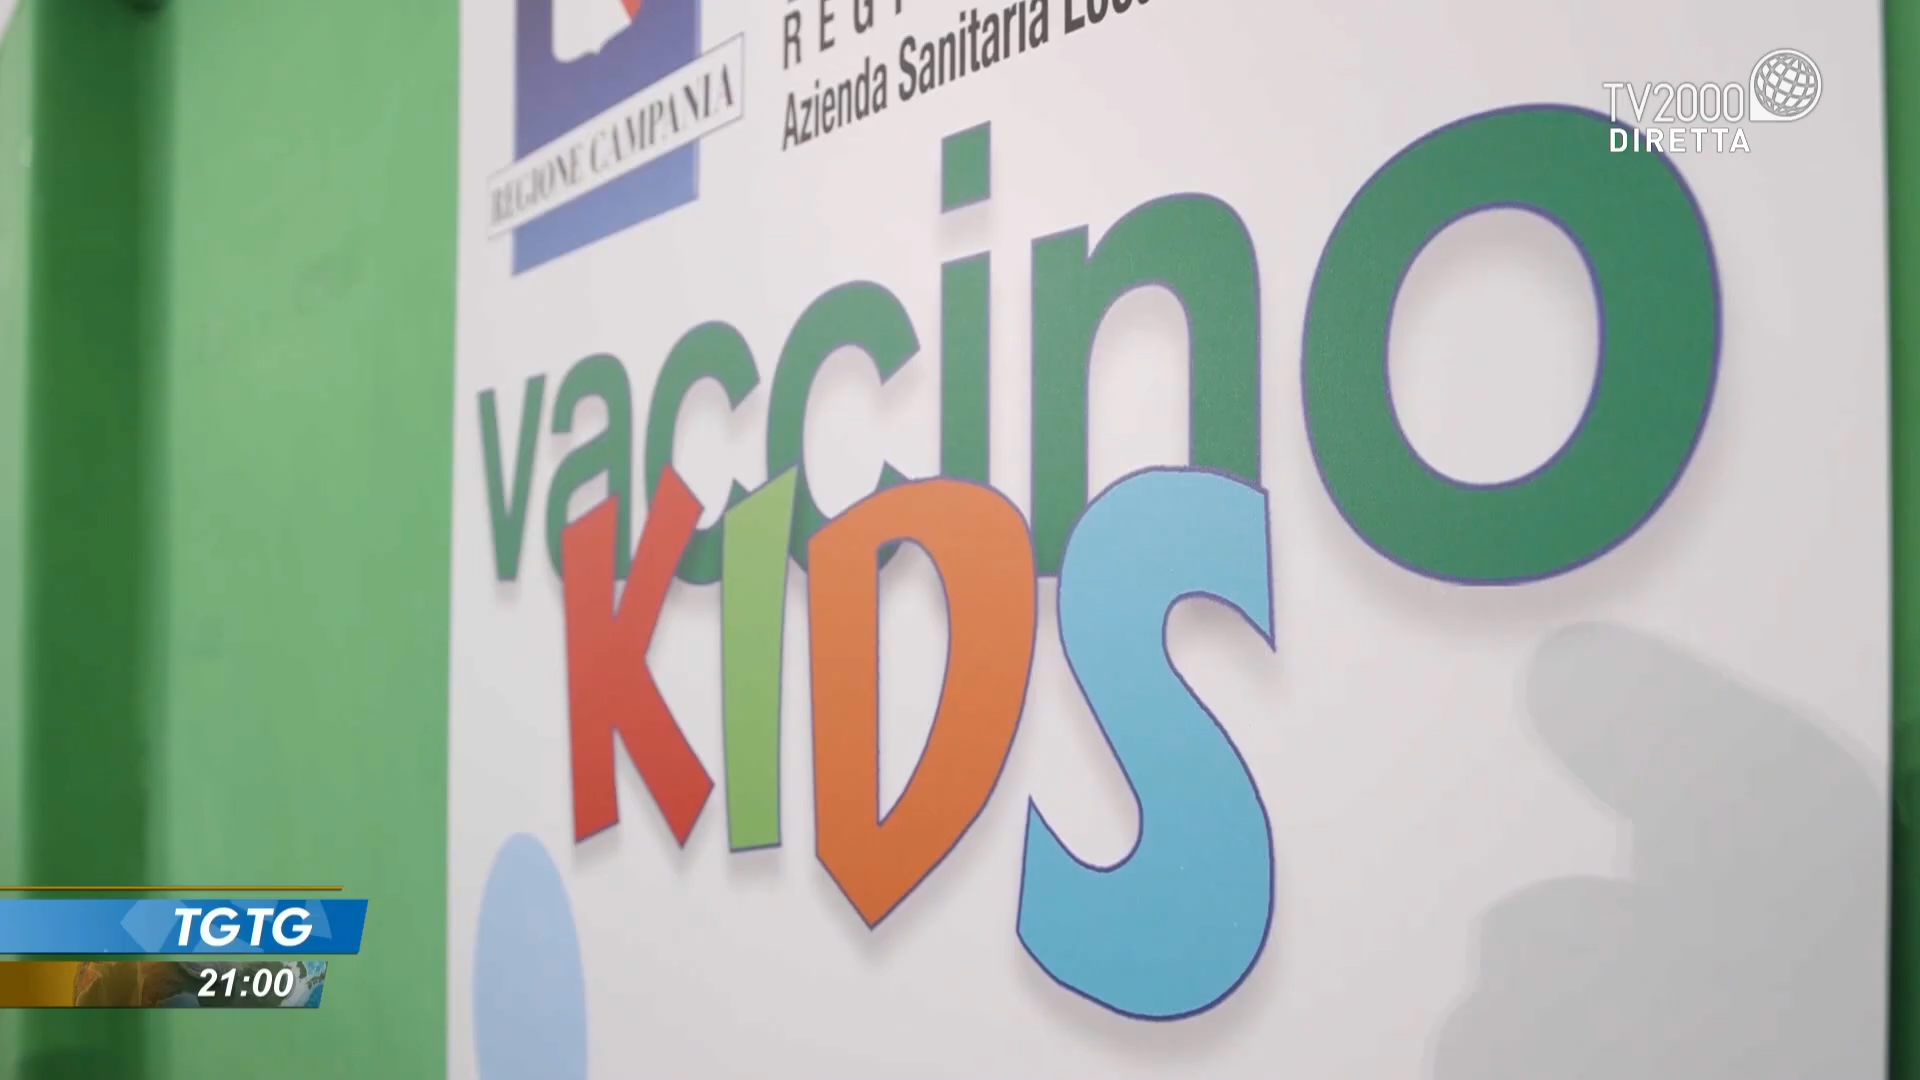 REGIONE CAMPANIA
Azienda Sanitaria
TV2000
DIRETTA
vaccino
KIDS
TGTG
21:00